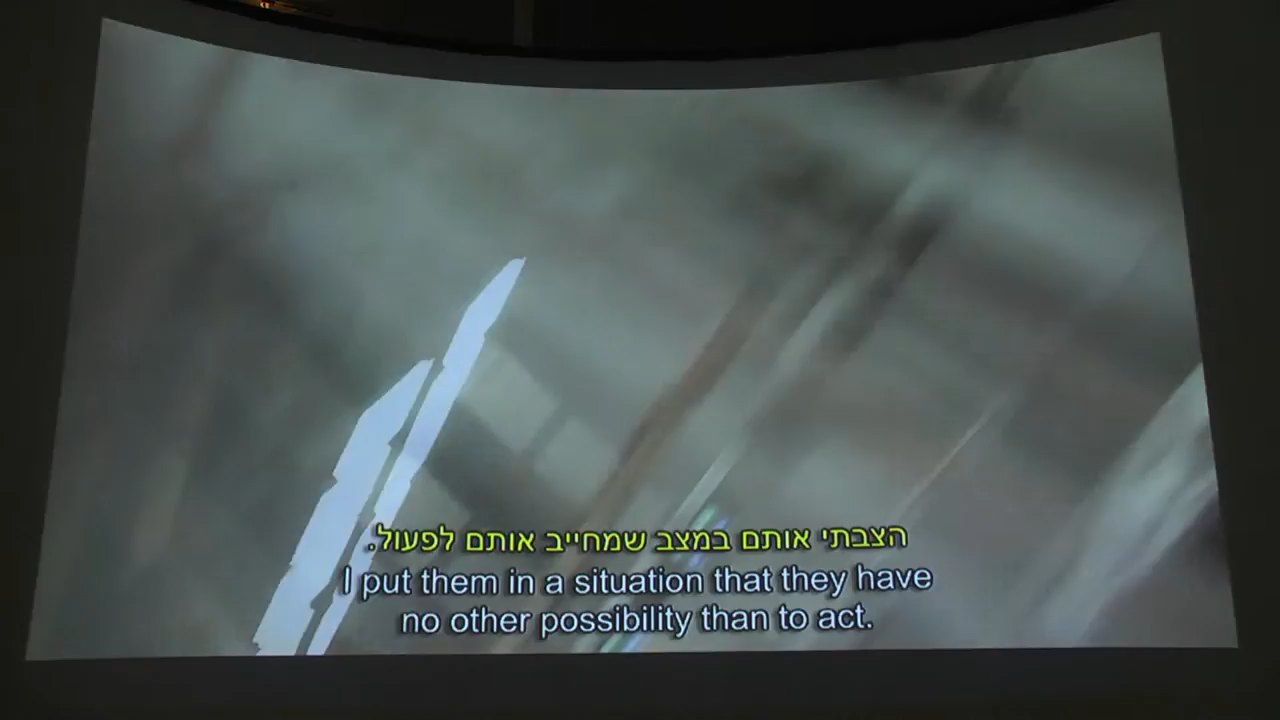 הצבתי אותם במצב שמחייב אותם לפעול.
I put them in a situation that they have
no other possibility than to act.